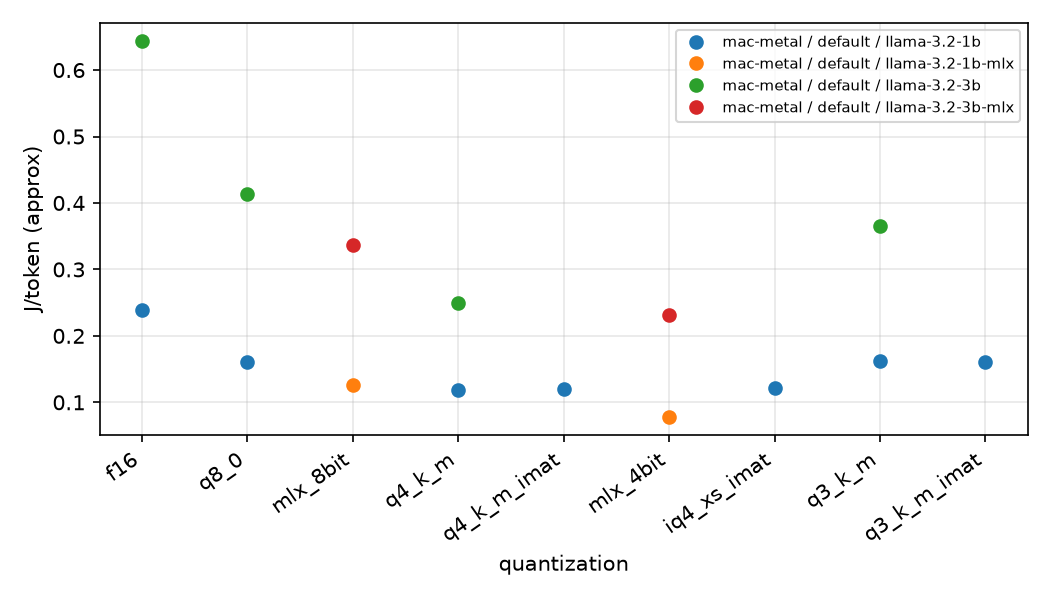 mac-metal / default / llama-3.2-1b
mac-metal / default / llama-3.2-1b-mlx
mac-metal / default / llama-3.2-3b
mac-metal / default / llama-3.2-3b-mlx
J/token (approx)
0.6
0.5
0.4
0.3
0.2
0.1
f16
q8_0
mlx_8bit
q4_k_m
q4_k_m_imat
mlx_4bit
iq4_xs_imat
q3_k_m
q3_k_m_imat
quantization